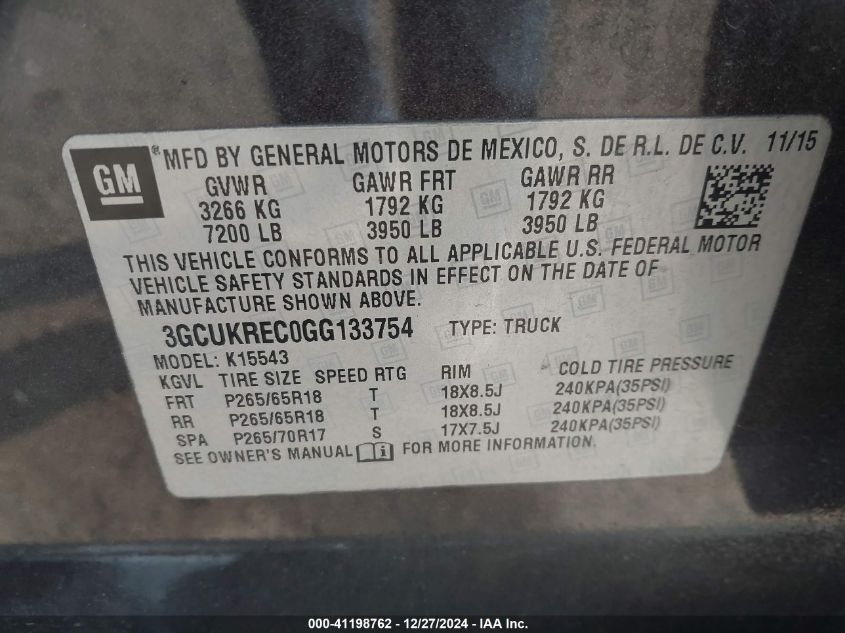 GM ® MFD BY GENERAL MOTORS DE MEXICO, S. DE R.L. DE C.V. 11/15
GVWR GAWR FRT GAWR RR
3266 KG 1792 KG 1792 KG
7200 LB 3950 LB 3950 LB
THIS VEHICLE CONFORMS TO ALL APPLICABLE U.S. FEDERAL MOTOR
VEHICLE SAFETY STANDARDS IN EFFECT ON THE DATE OF
MANUFACTURE SHOWN ABOVE.
3GCUKREC0GG133754 TYPE: TRUCK
MODEL: K15543
KGVL TIRE SIZE SPEED RTG RIM COLD TIRE PRESSURE
FRT P265/65R18 T 18X8.5J 240KPA(35PSI)
RR P265/65R18 T 18X8.5J 240KPA(35PSI)
SPA P265/70R17 S 17X7.5J 240KPA(35PSI)
SEE OWNER'S MANUAL i FOR MORE INFORMATION.
000-41198762 - 12/27/2024 - IAA Inc.